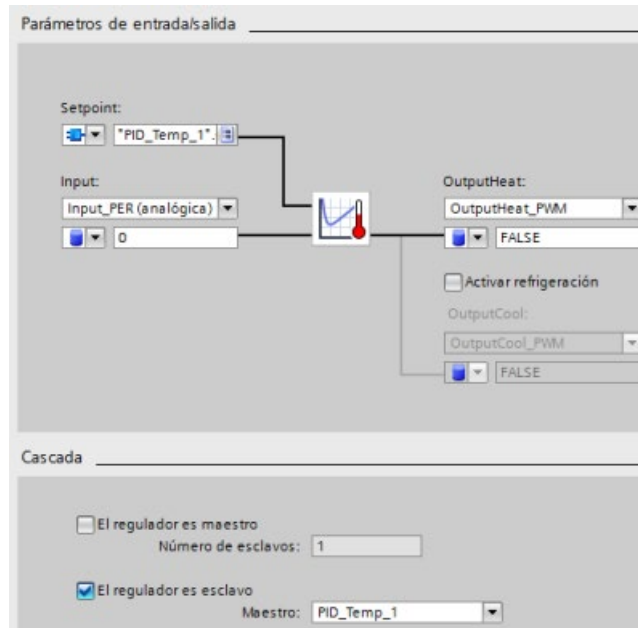 Parámetros de entrada/salida
Setpoint:
"PID_Temp_1".
Input:
Input_PER (analógica)
0
OutputHeat:
OutputHeat_PWM
FALSE
Activar refrigeración
OutputCool:
OutputCool_PWM
FALSE
Cascada
El regulador es maestro
Número de esclavos: 1
El regulador es esclavo
Maestro: PID_Temp_1